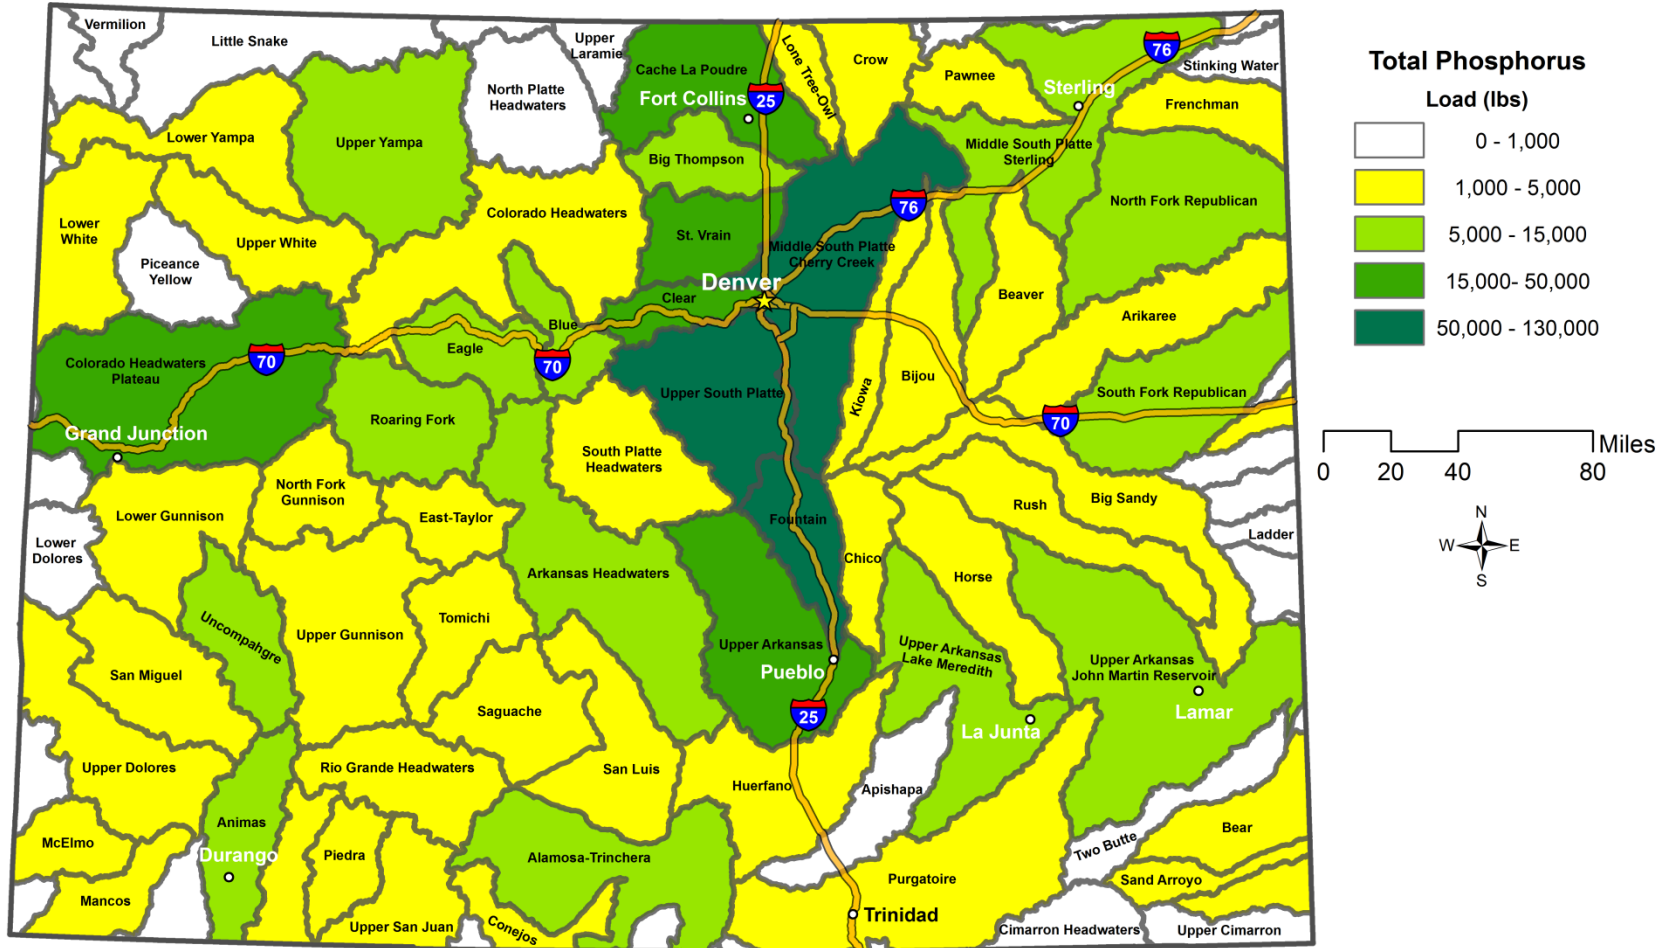 Vermilion
Little Snake
Upper
Laramie
North Platte
Headwaters
Cache La Poudre
Fort Collins
25
Lone Tree-Owl
Crow
Pawnee
76
Stinking Water
Sterling
Frenchman
Lower Yampa
Upper Yampa
Big Thompson
Middle South Platte
Sterling
North Fork Republican
Lower
White
Upper White
Piceance
Yellow
Colorado Headwaters
St. Vrain
76
Middle South Platte
Cherry Creek
Denver
Clear
Beaver
Arikaree
Blue
Eagle
70
70
Colorado Headwaters
Plateau
Grand Junction
Roaring Fork
Upper South Platte
Kiowa
Bijou
South Fork Republican
70
South Platte
Headwaters
North Fork
Gunnison
Lower Gunnison
East-Taylor
Fountain
Rush
Big Sandy
Ladder
Lower
Dolores
Arkansas Headwaters
Chico
Horse
Uncompahgre
Upper Gunnison
Tomichi
San Miguel
Upper Arkansas
Pueblo
25
Upper Arkansas
Lake Meredith
Upper Arkansas
John Martin Reservoir
Lamar
La Junta
Saguache
Upper Dolores
Rio Grande Headwaters
San Luis
Huerfano
Apishapa
McElmo
Animas
Durango
Piedra
Alamosa-Trinchera
Two Butte
Bear
Sand Arroyo
Purgatoire
Mancos
Upper San Juan
Conejos
Trinidad
Cimarron Headwaters
Upper Cimarron
Total Phosphorus
Load (lbs)
0 - 1,000
1,000 - 5,000
5,000 - 15,000
15,000- 50,000
50,000 - 130,000
Miles
0 20 40 80
N
W E
S